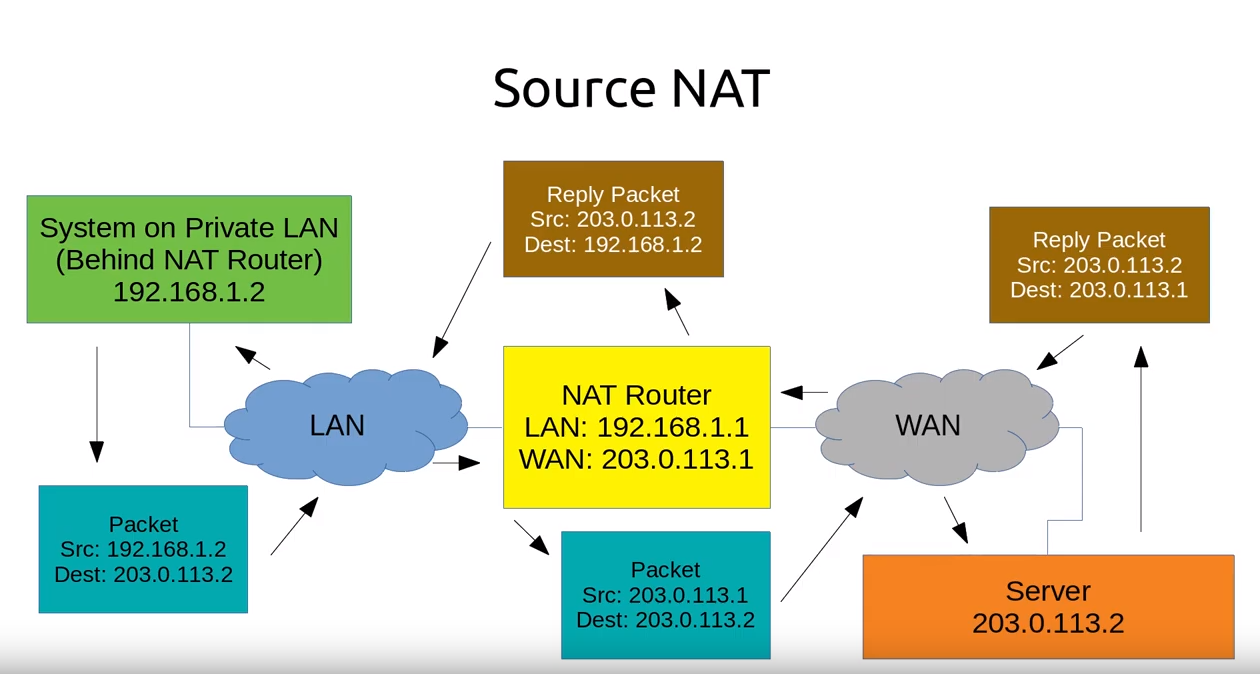 Source NAT
System on Private LAN
(Behind NAT Router)
192.168.1.2
Reply Packet
Src: 203.0.113.2
Dest: 192.168.1.2
Reply Packet
Src: 203.0.113.2
Dest: 203.0.113.1
LAN
NAT Router
LAN: 192.168.1.1
WAN: 203.0.113.1
WAN
Packet
Src: 192.168.1.2
Dest: 203.0.113.2
Packet
Src: 203.0.113.1
Dest: 203.0.113.2
Server
203.0.113.2